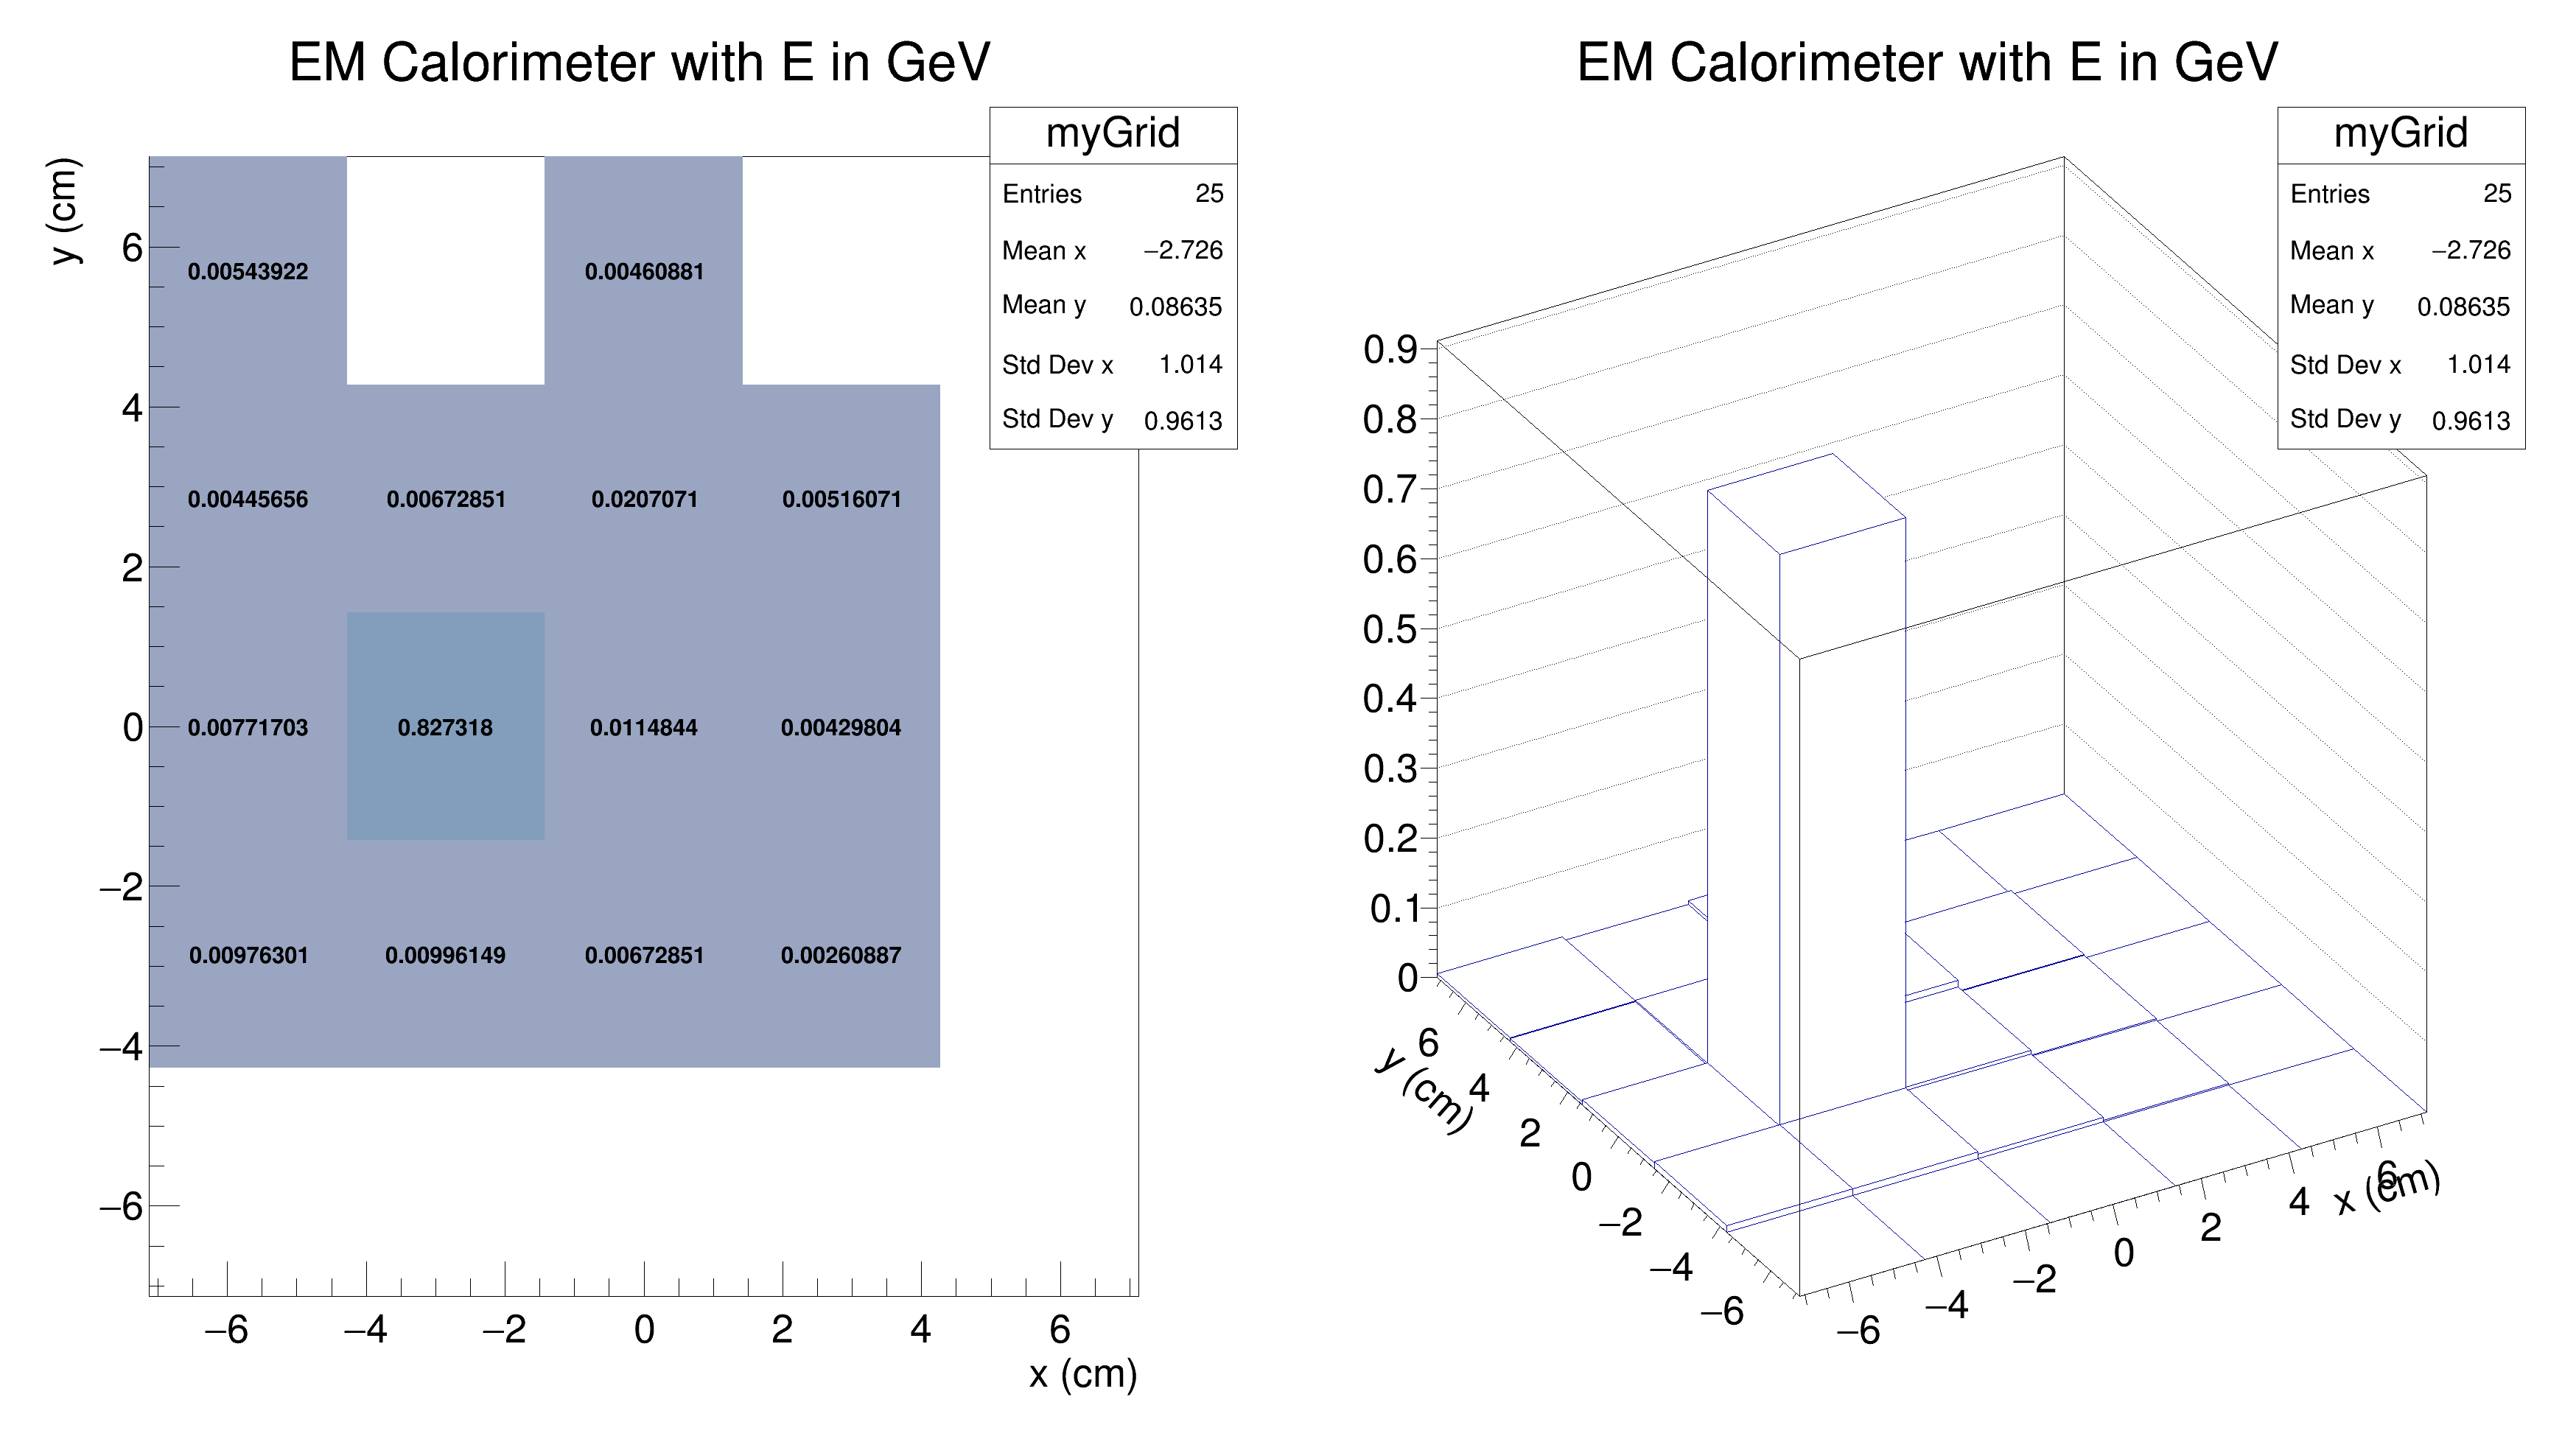 EM Calorimeter with E in GeV
myGrid
Entries 25
Mean x −2.726
Mean y 0.08635
Std Dev x 1.014
Std Dev y 0.9613
y (cm)
6
4
2
0
−2
−4
−6
0.00543922 0.00460881
0.00445656 0.00672851 0.0207071 0.00516071
0.00771703 0.827318 0.0114844 0.00429804
0.00976301 0.00996149 0.00672851 0.00260887
−6 −4 −2 0 2 4 6
x (cm)
EM Calorimeter with E in GeV
myGrid
Entries 25
Mean x −2.726
Mean y 0.08635
Std Dev x 1.014
Std Dev y 0.9613
0.9
0.8
0.7
0.6
0.5
0.4
0.3
0.2
0.1
0
6
4
2
0
−2
−4
−6
y (cm)
−6 −4 −2 0 2 4 6
x (cm)